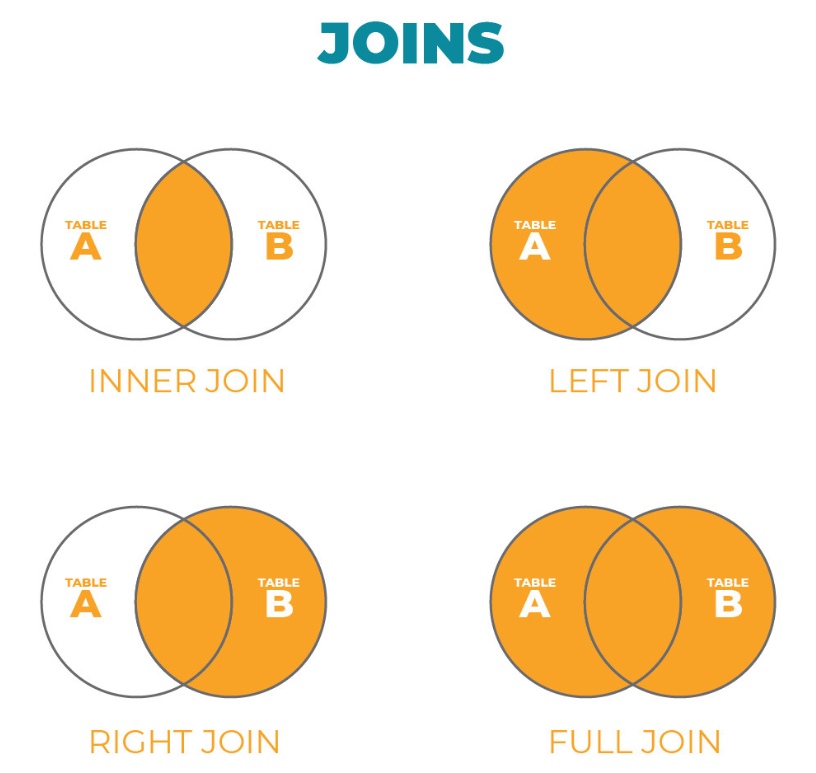 JOINS
TABLE
A
TABLE
B
INNER JOIN
TABLE
A
TABLE
B
LEFT JOIN
TABLE
A
TABLE
B
RIGHT JOIN
TABLE
A
TABLE
B
FULL JOIN